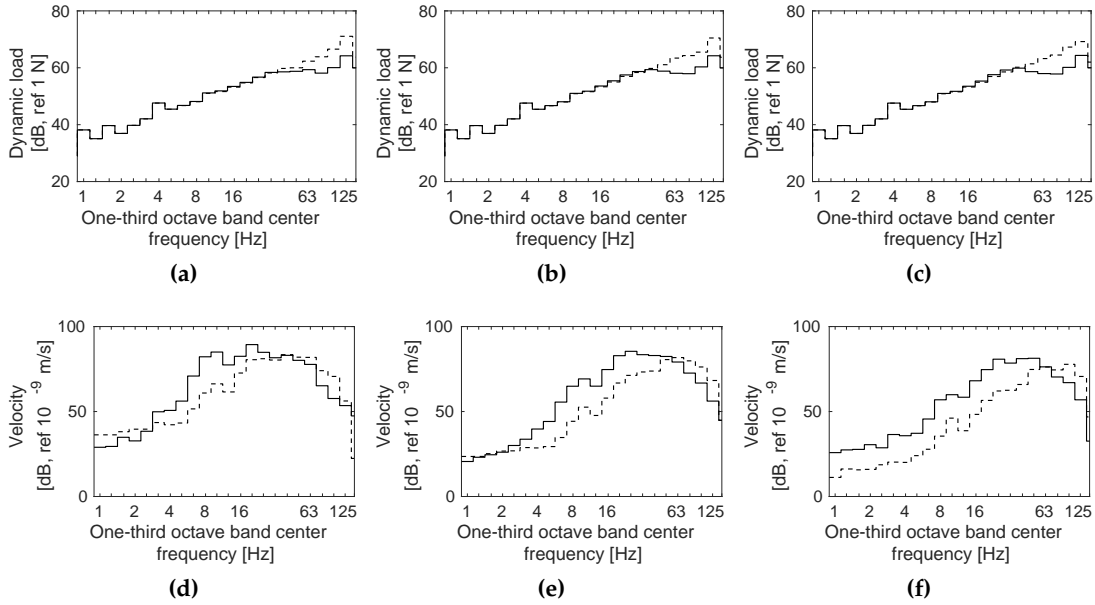 80
60
40
20
Dynamic load
[dB, ref 1 N]
1 2 4 8 16 63 125
One-third octave band center
frequency [Hz]
(a)
80
60
40
20
Dynamic load
[dB, ref 1 N]
1 2 4 8 16 63 125
One-third octave band center
frequency [Hz]
(b)
80
60
40
20
Dynamic load
[dB, ref 1 N]
1 2 4 8 16 63 125
One-third octave band center
frequency [Hz]
(c)
100
50
0
Velocity
[dB, ref 10 -9 m/s]
1 2 4 8 16 63 125
One-third octave band center
frequency [Hz]
(d)
100
50
0
Velocity
[dB, ref 10 -9 m/s]
1 2 4 8 16 63 125
One-third octave band center
frequency [Hz]
(e)
100
50
0
Velocity
[dB, ref 10 -9 m/s]
1 2 4 8 16 63 125
One-third octave band center
frequency [Hz]
(f)